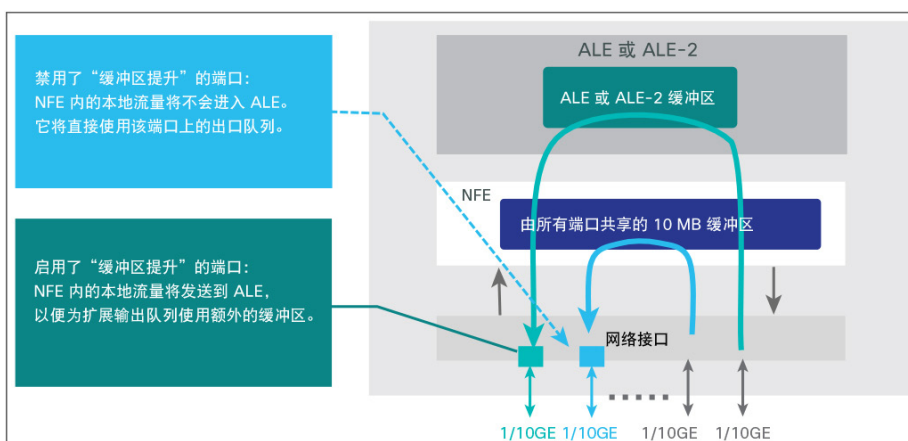 禁用了“缓冲区提升”的端口：
NFE 内的本地流量将不会进入 ALE。
它将直接使用该端口上的出口队列。
启用了“缓冲区提升”的端口：
NFE 内的本地流量将发送到 ALE，
以便为扩展输出队列使用额外的缓冲区。
ALE 或 ALE-2
ALE 或 ALE-2 缓冲区
NFE
由所有端口共享的 10 MB 缓冲区
网络接口
1/10GE 1/10GE 1/10GE 1/10GE